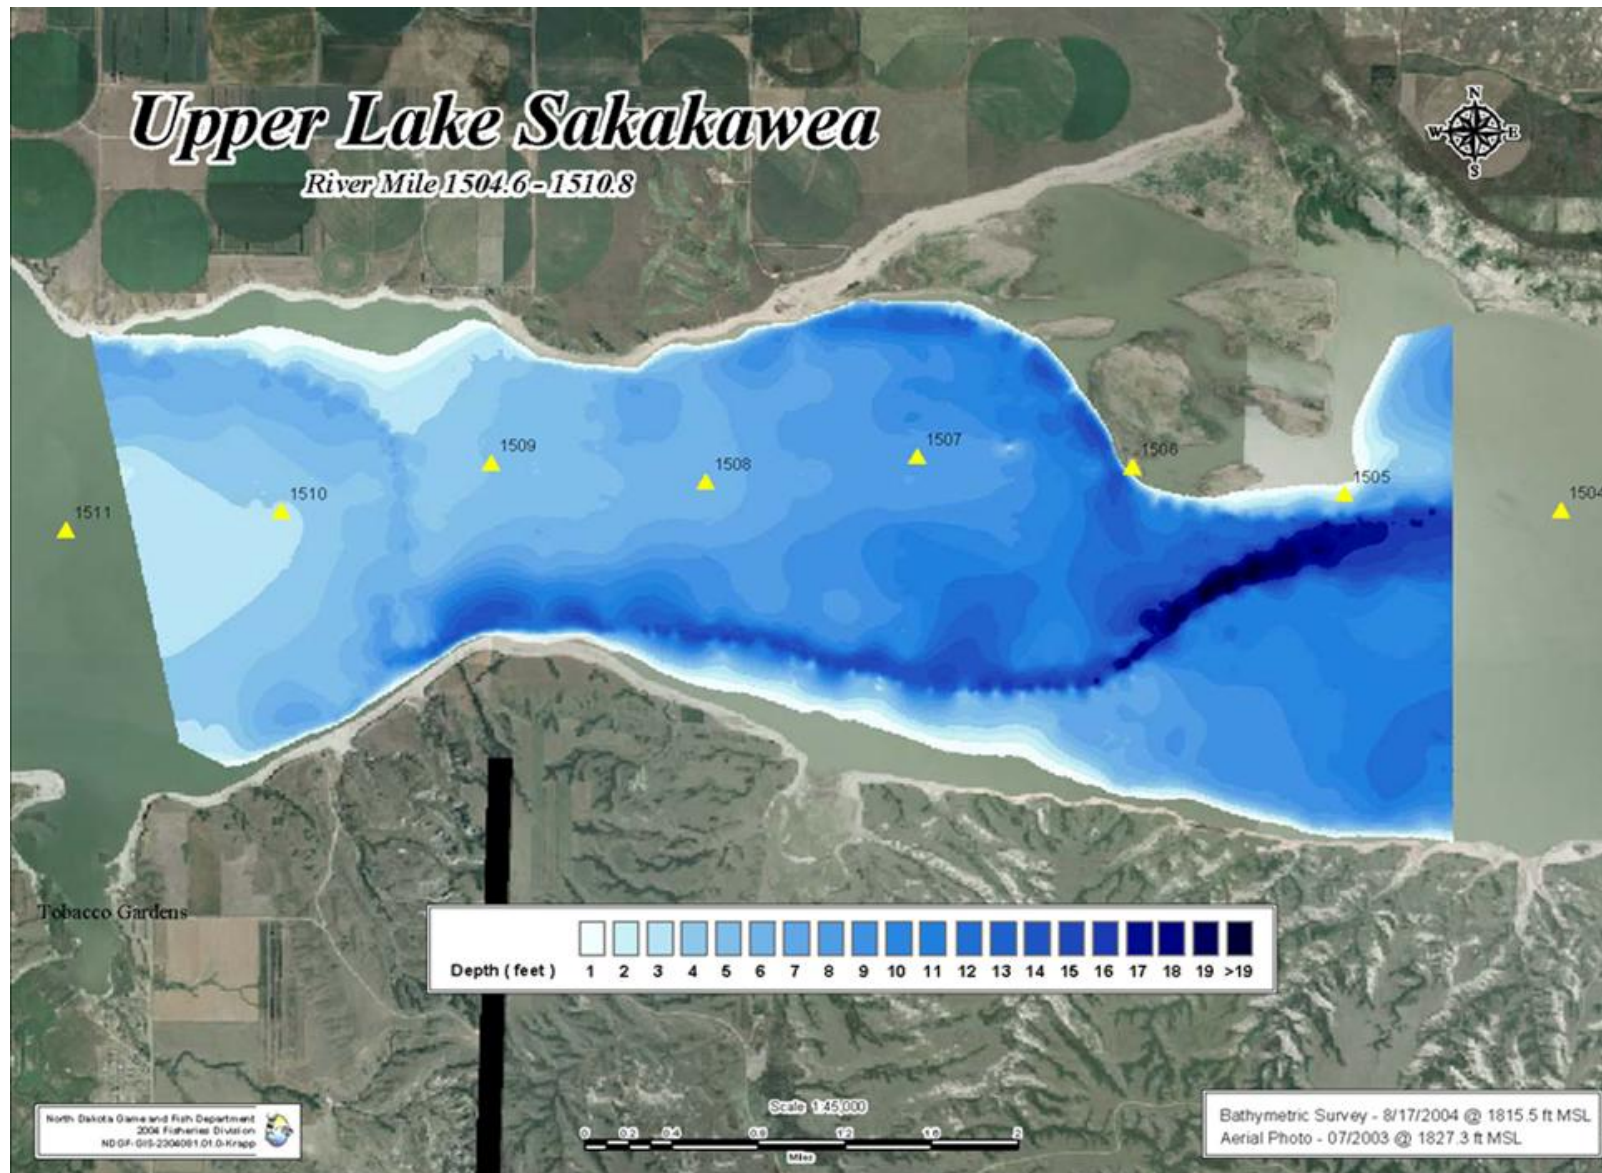 Upper Lake Sakakawea
River Mile 1504.6 - 1510.8
N
W E
S
1511
1510
1509
1508
1507
1506
1505
1504
Tobacco Gardens
Depth ( feet )
1 2 3 4 5 6 7 8 9 10 11 12 13 14 15 16 17 18 19 >19
North Dakota Game and Fish Department
Fisheries Division
Scale 1:45,000
0 0.2 0.4 0.8 1.2 1.6 2
Miles
Bathymetric Survey - 8/17/2004 @ 1815.5 ft MSL
Aerial Photo - 07/2003 @ 1827.3 ft MSL